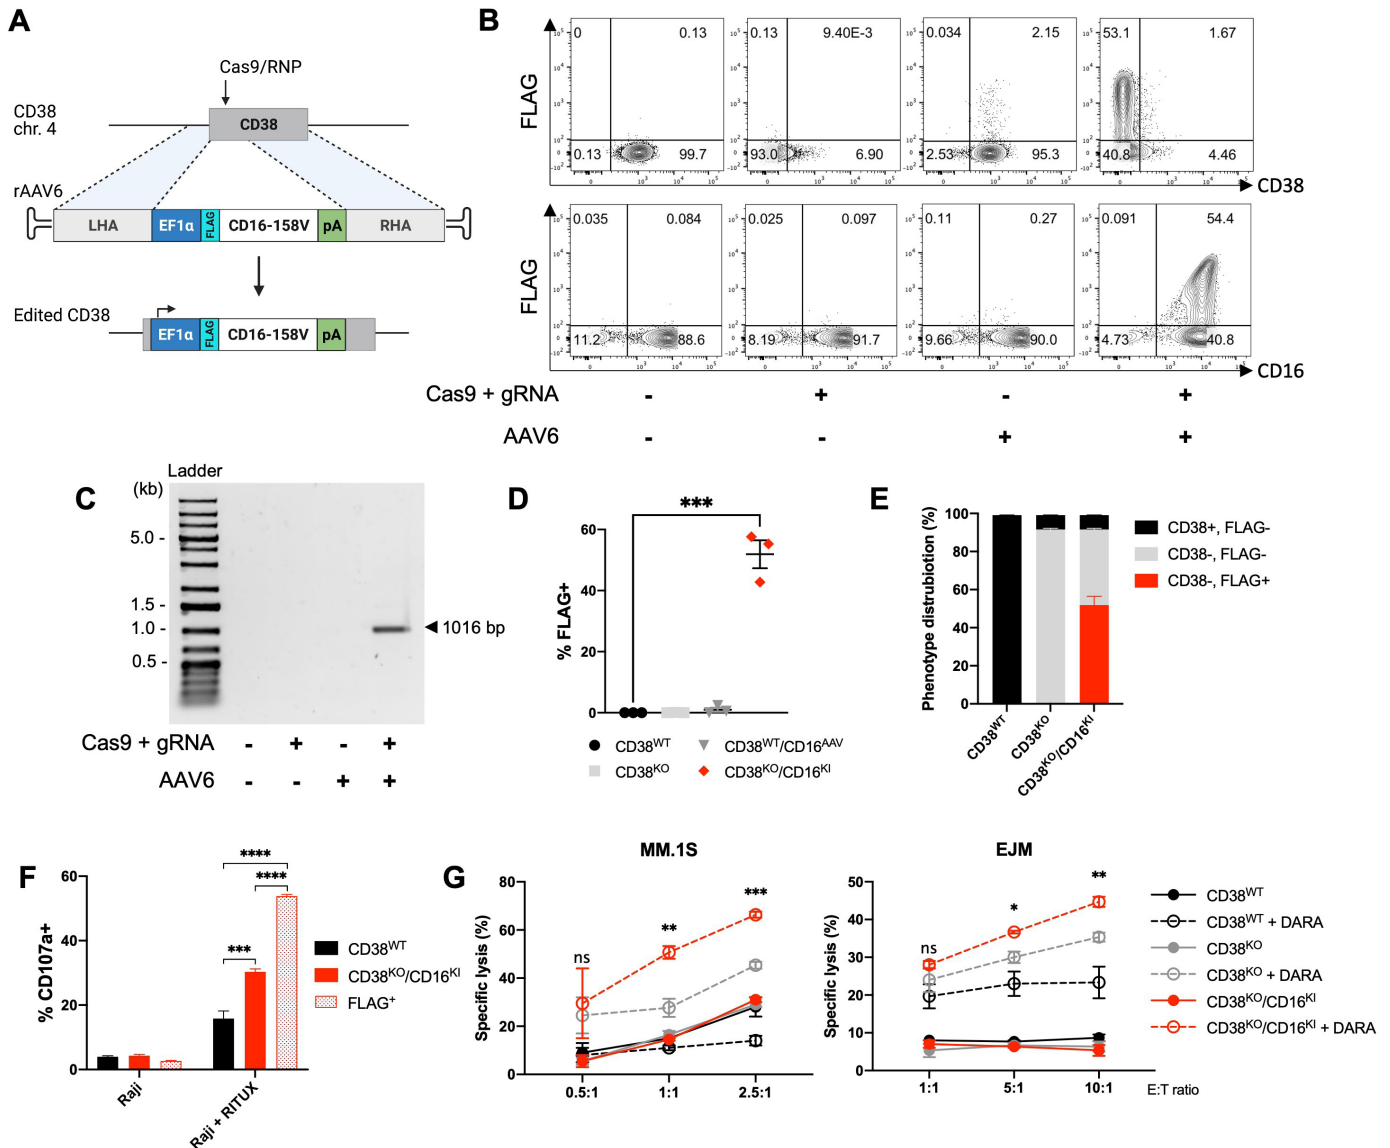 A
Cas9/RNP
CD38
chr. 4
CD38
rAAV6
LHA
EF1α
FLAG
CD16-158V
pA
RHA
Edited CD38
EF1α
FLAG
CD16-158V
pA
B
FLAG
0 0.13
0.13 99.7
0.13 9.40E-3
93.0 6.90
0.034 2.15
2.53 95.3
53.1 1.67
40.8 4.46
CD38
FLAG
0.035 0.084
11.2 88.6
0.025 0.097
8.19 91.7
0.11 0.27
9.66 90.0
0.091 54.4
4.73 40.8
CD16
Cas9 + gRNA - + - +
AAV6 - - + +
C
Ladder
(kb)
5.0 -
1.5 -
1.0 -
0.5 -
1016 bp
Cas9 + gRNA - + - +
AAV6 - - + +
D
% FLAG+
60
40
20
0
***
CD38WT
CD38KO
CD38WT/CD16AAV
CD38KO/CD16KI
E
Phenotype distrubiotion (%)
100
80
60
40
20
0
CD38WT
CD38KO
CD38KO/CD16KI
CD38+, FLAG-
CD38-, FLAG-
CD38-, FLAG+
F
% CD107a+
60
40
20
0
****
****
***
Raji
Raji + RITUX
CD38WT
CD38KO/CD16KI
FLAG+
G
MM.1S
Specific lysis (%)
80
60
40
20
0
ns
**
***
0.5:1 1:1 2.5:1
EJM
Specific lysis (%)
50
40
30
20
10
0
ns
*
**
1:1 5:1 10:1
E:T ratio
CD38WT
CD38WT + DARA
CD38KO
CD38KO + DARA
CD38KO/CD16KI
CD38KO/CD16KI + DARA